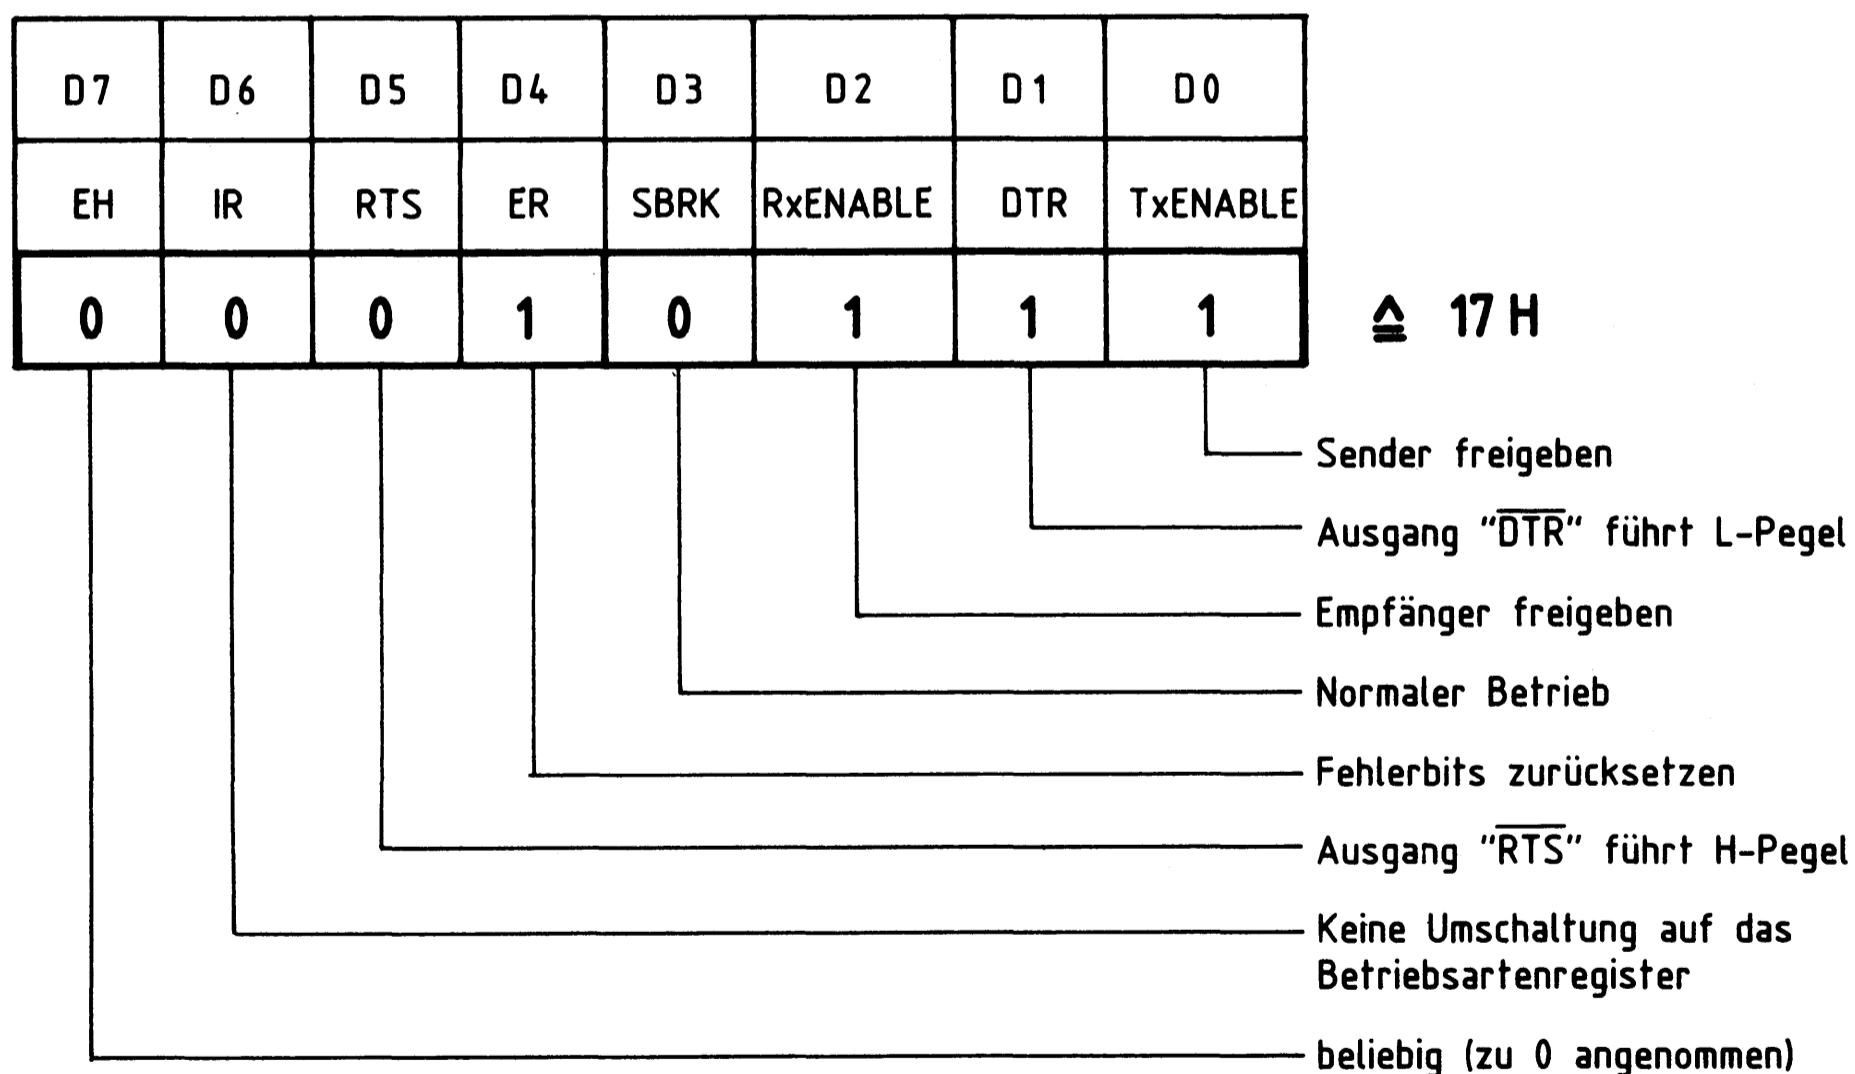 D7 D6 D5 D4 D3 D2 D1 D0
EH IR RTS ER SBRK RxENABLE DTR TxENABLE
0 0 0 1 0 1 1 1 ≙ 17 H
Sender freigeben
Ausgang "D̅T̅R̅" führt L-Pegel
Empfänger freigeben
Normaler Betrieb
Fehlerbits zurücksetzen
Ausgang "R̅T̅S̅" führt H-Pegel
Keine Umschaltung auf das
Betriebsartenregister
beliebig (zu 0 angenommen)